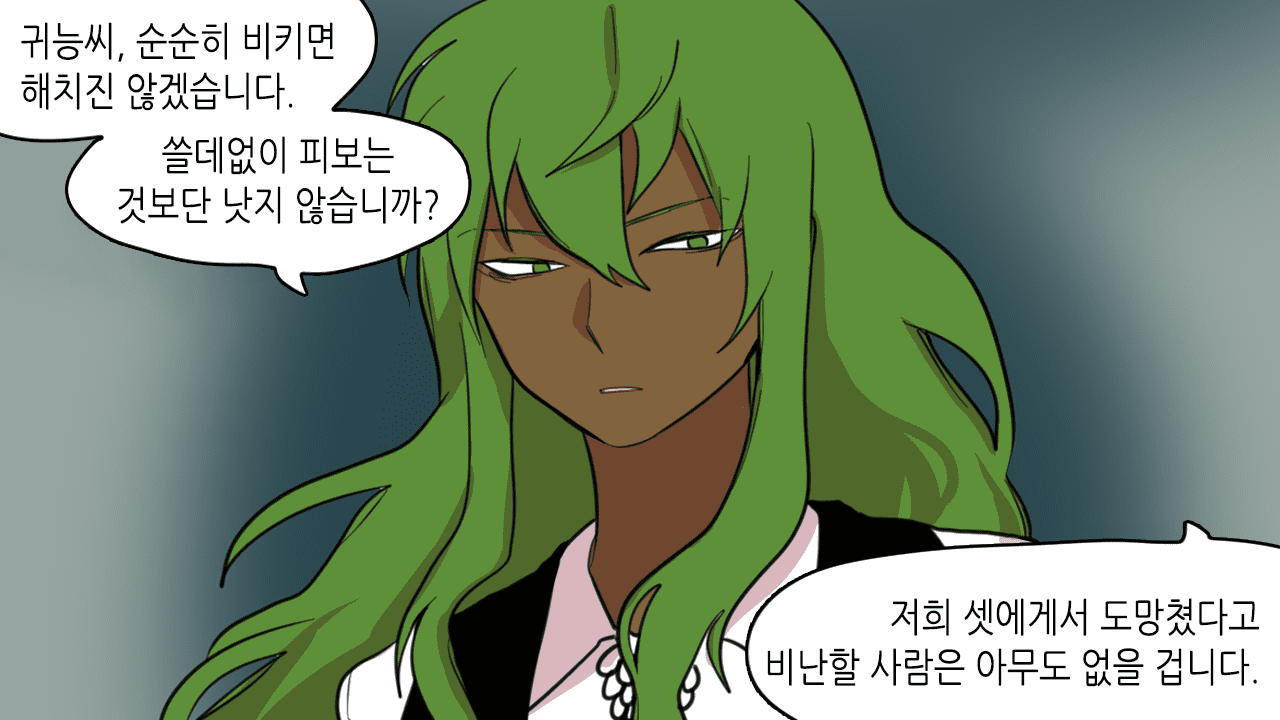 귀능씨, 순순히 비키면
해치진 않겠습니다.
쓸데없이 피보는
것보단 낫지 않습니까?
저희 셋에게서 도망쳤다고
비난할 사람은 아무도 없을 겁니다.